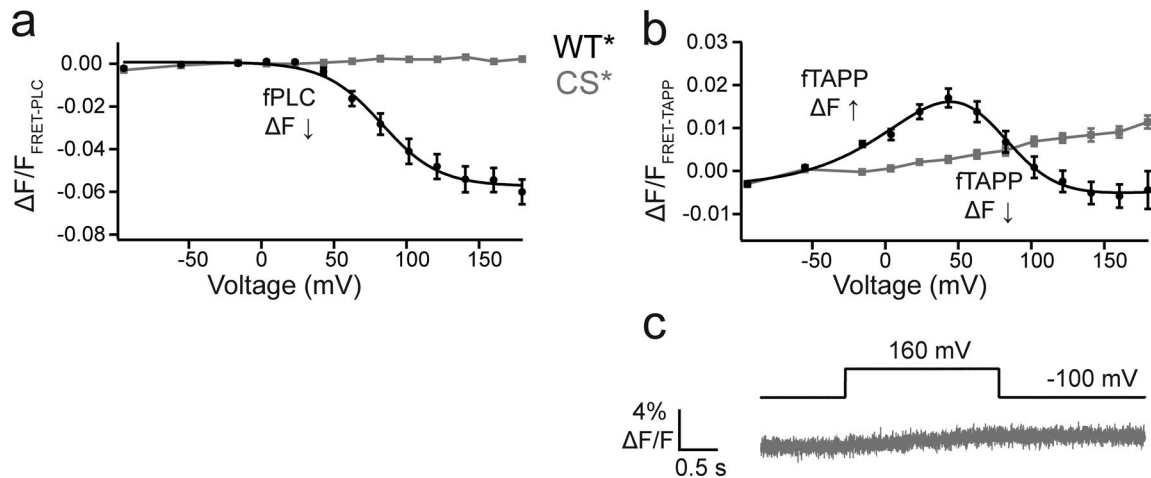 a
0.00
-0.02
-0.04
-0.06
-0.08
ΔF/F FRET-PLC
fPLC
ΔF ↓
-50 0 50 100 150
Voltage (mV)
WT*
CS*
b
0.03
0.02
0.01
0.00
-0.01
ΔF/F FRET-TAPP
fTAPP
ΔF ↑
fTAPP
ΔF ↓
-50 0 50 100 150
Voltage (mV)
c
160 mV
-100 mV
4%
ΔF/F
0.5 s